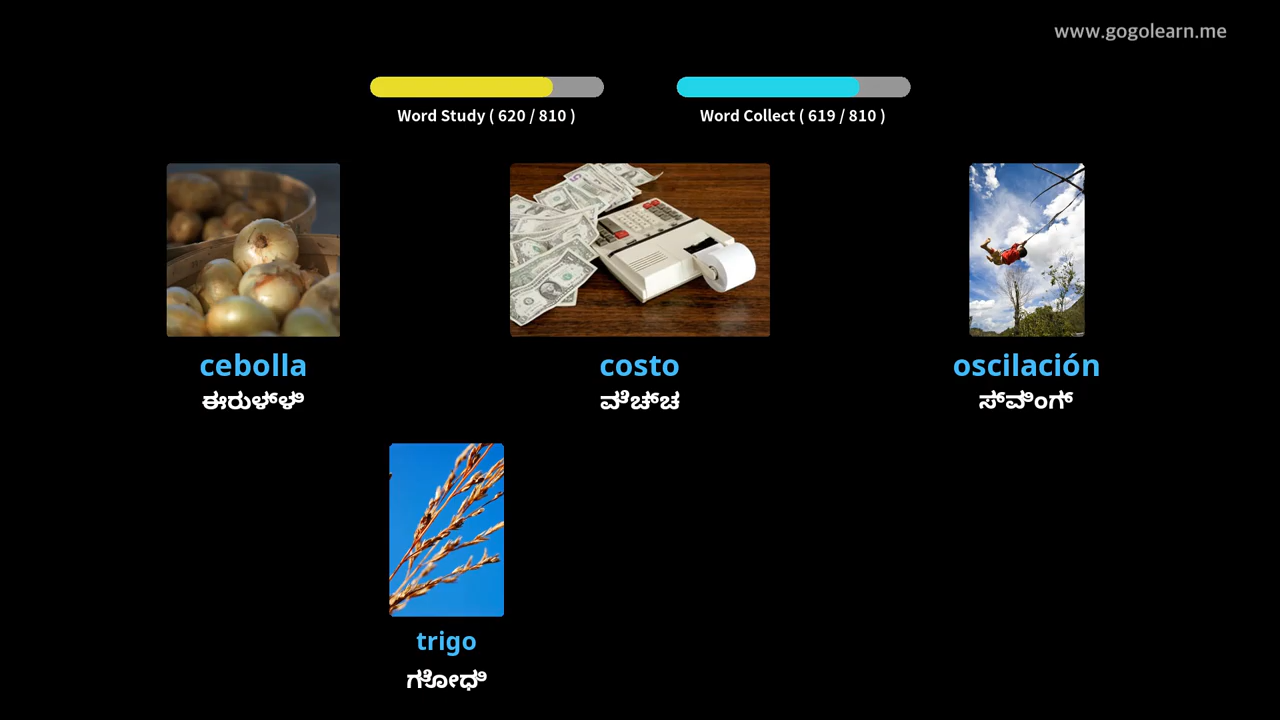 www.gogolearn.me
Word Study ( 620 / 810 )
Word Collect ( 619 / 810 )
cebolla
costo
oscilación
ಈರುಳ್ಳಿ
ವೆಚ್ಚ
ಸ್ವಿಂಗ್
trigo
ಗೋಧಿ